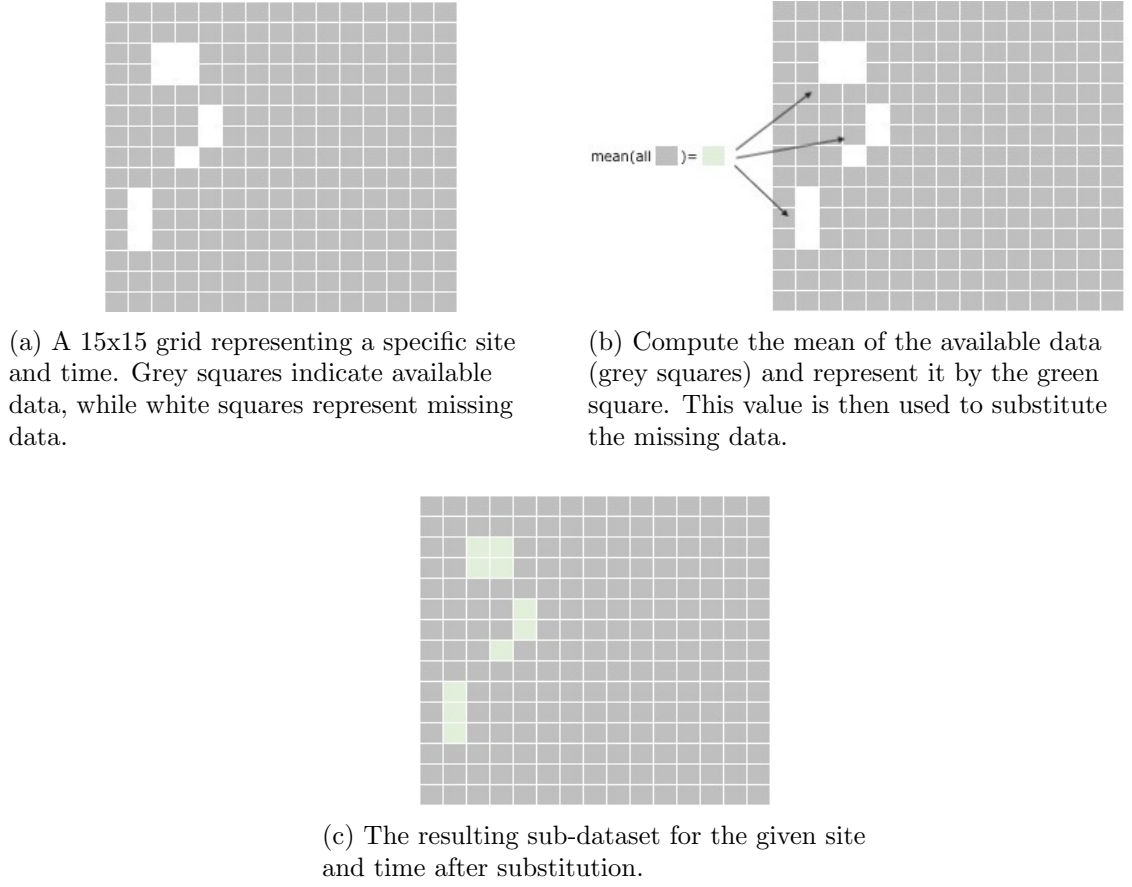 mean(all )=
(a) A 15x15 grid representing a specific site
and time. Grey squares indicate available
data, while white squares represent missing
data.
(b) Compute the mean of the available data
(grey squares) and represent it by the green
square. This value is then used to substitute
the missing data.
(c) The resulting sub-dataset for the given site
and time after substitution.